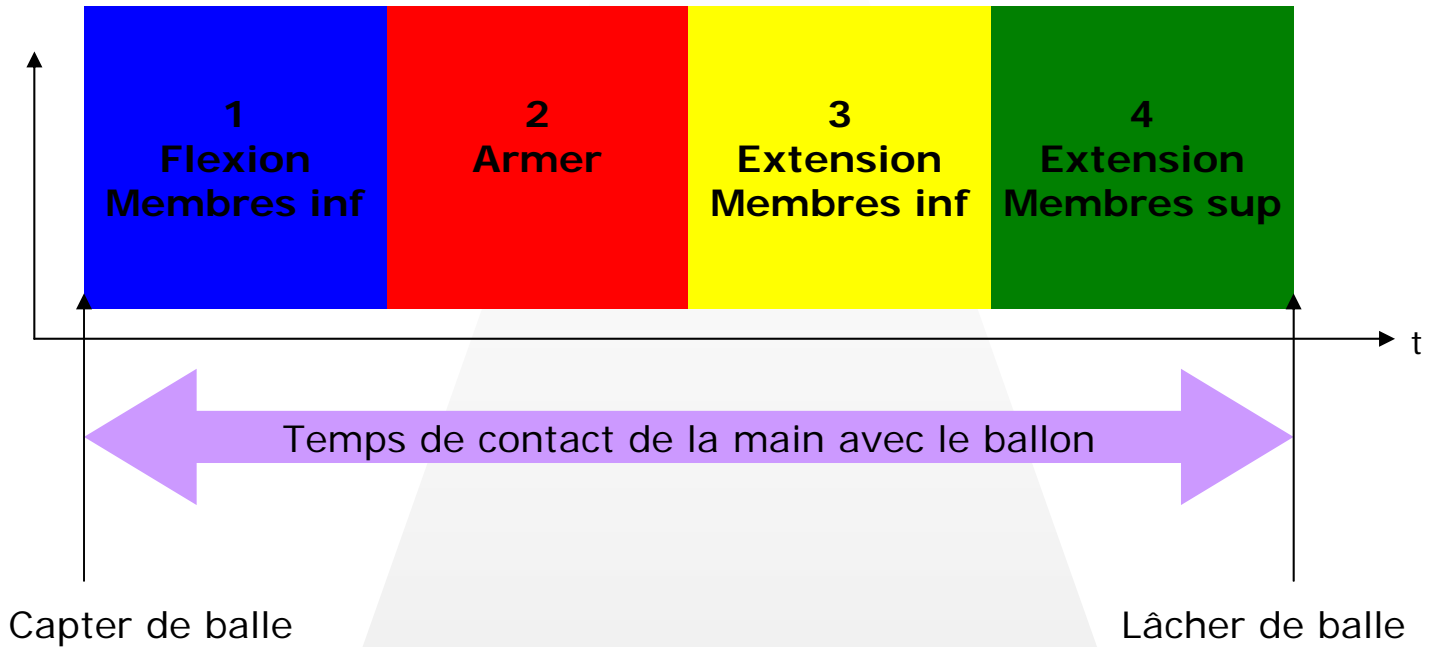 1
Flexion
Membres inf
2
Armer
3
Extension
Membres inf
4
Extension
Membres sup
t
Temps de contact de la main avec le ballon
Capter de balle
Lâcher de balle